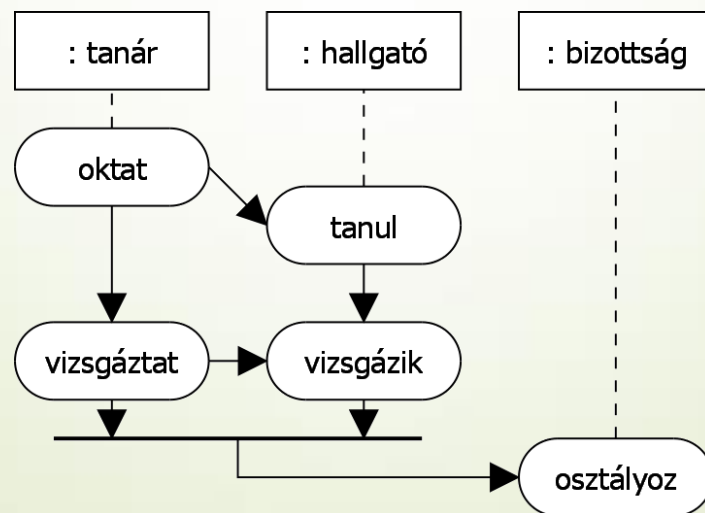 : tanár
: hallgató
: bizottság
oktat
tanul
vizsgáztat
vizsgázik
osztályoz